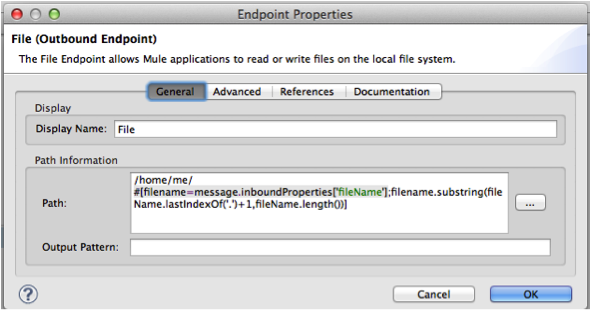 Endpoint Properties
File (Outbound Endpoint)
The File Endpoint allows Mule applications to read or write files on the local file system.
General Advanced References Documentation
Display
Display Name: File
Path Information
Path:
/home/me/
#[filename=message.inboundProperties['fileName'];filename.substring(file
Name.lastIndexOf('.')+1,fileName.length())]
...
Output Pattern:
? Cancel OK